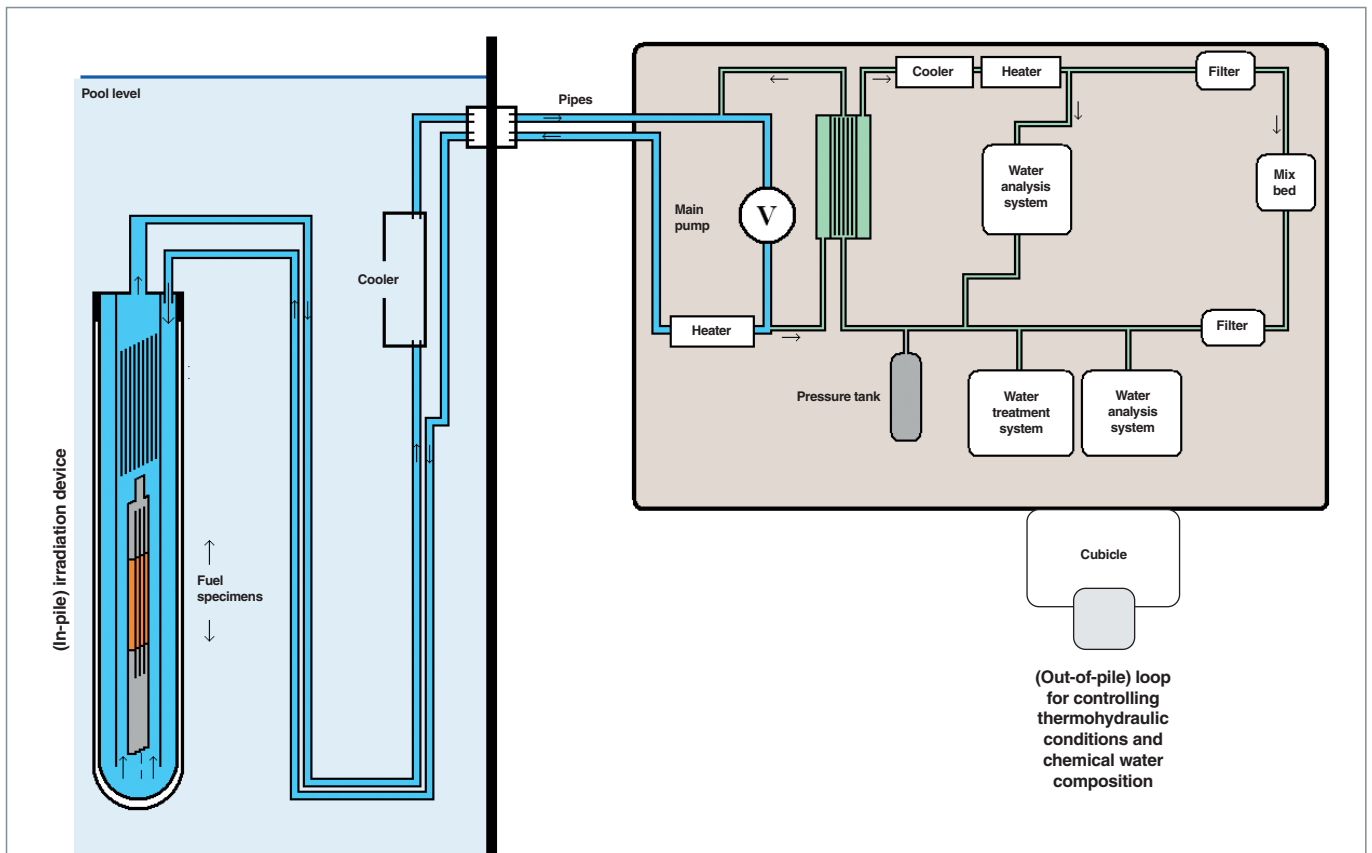 Pool level
(In-pile) irradiation device
Fuel
specimens
Cooler
Pipes
Main
pump
V
Heater
Cooler
Heater
Filter
Water
analysis
system
Mix
bed
Filter
Pressure tank
Water
treatment
system
Water
analysis
system
Cubicle
(Out-of-pile) loop
for controlling
thermohydraulic
conditions and
chemical water
composition